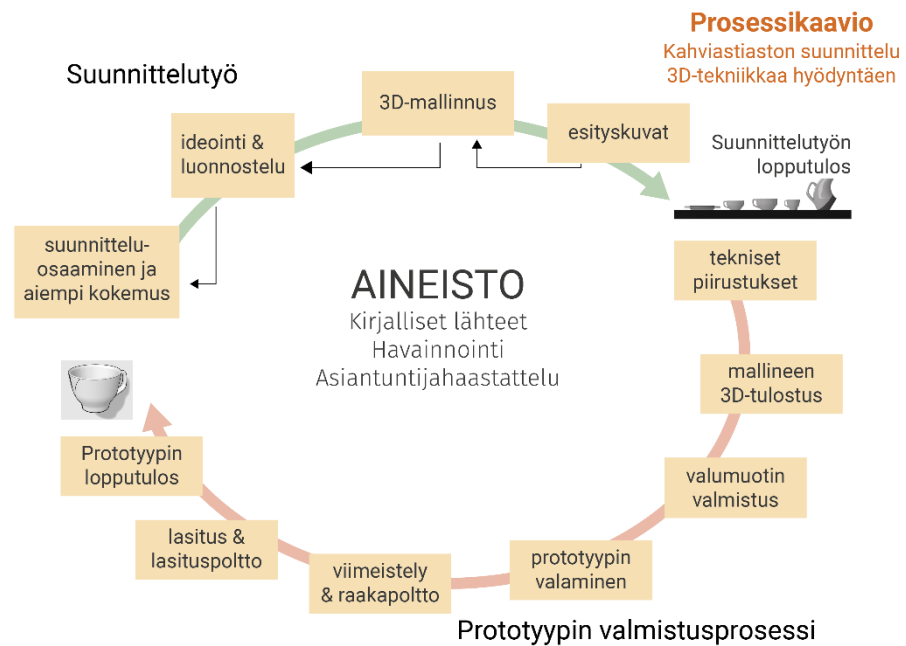 Prosessikaavio
Kahviastiaston suunnittelu
3D-tekniikkaa hyödyntäen
Suunnittelutyö
suunnittelu-
osaaminen ja
aiempi kokemus
ideointi &
luonnostelu
3D-mallinnus
esityskuvat
Suunnittelutyön
lopputulos
AINEISTO
Kirjalliset lähteet
Havainnointi
Asiantuntijahaastattelu
tekniset
piirustukset
mallineen
3D-tulostus
valumuotin
valmistus
prototyypin
valaminen
viimeistely
& raakapoltto
lasitus &
lasituspoltto
Prototyypin
lopputulos
Prototyypin valmistusprosessi